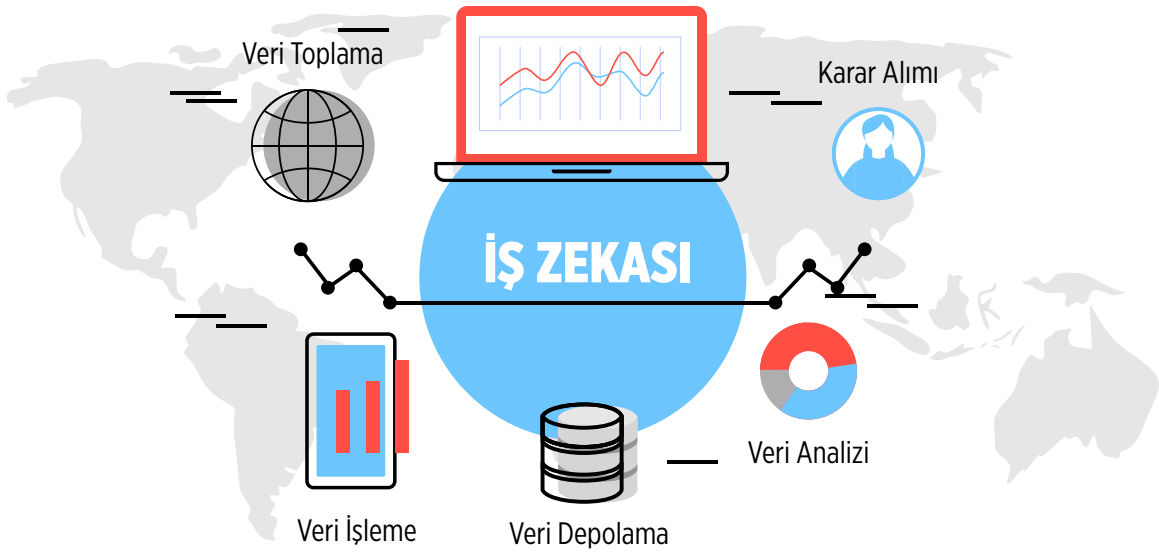 Veri Toplama
Karar Alımı
İŞ ZEKASI
Veri Analizi
Veri İşleme
Veri Depolama